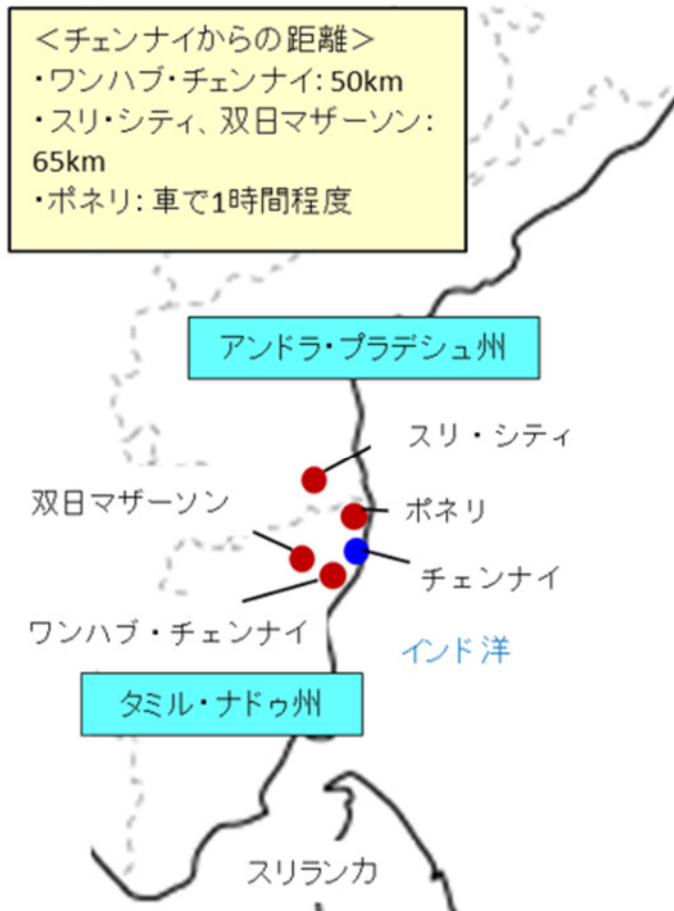 ＜チェンナイからの距離＞
・ワンハブ・チェンナイ：50km
・スリ・シティ、双日マザーソン：
65km
・ポネリ：車で1時間程度
アンドラ・プラデシュ州
スリ・シティ
双日マザーソン
ポネリ
チェンナイ
ワンハブ・チェンナイ
インド洋
タミル・ナドゥ州
スリランカ